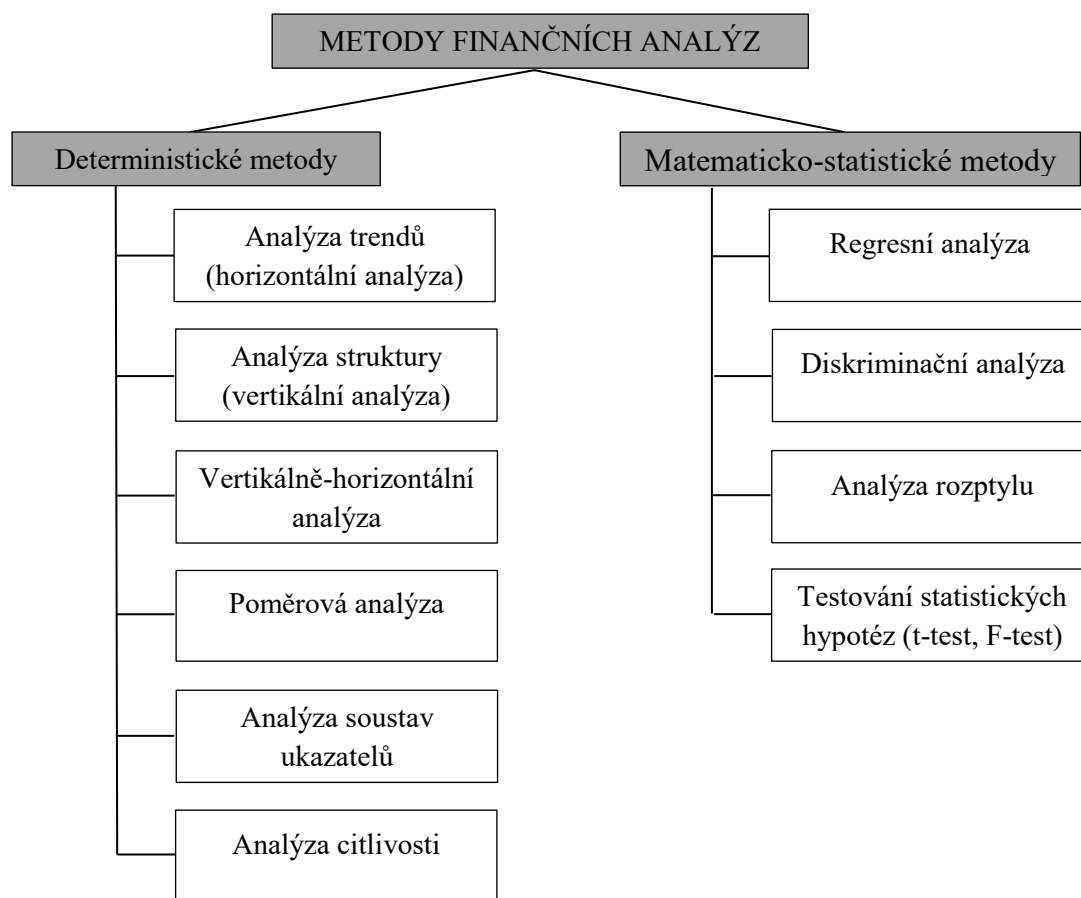 METODY FINANČNÍCH ANALÝZ
Deterministické metody
Analýza trendů
(horizontální analýza)
Analýza struktury
(vertikální analýza)
Vertikálně-horizontální
analýza
Poměrová analýza
Analýza soustav
ukazatelů
Analýza citlivosti
Matematicko-statistické metody
Regresní analýza
Diskriminační analýza
Analýza rozptylu
Testování statistických
hypotéz (t-test, F-test)